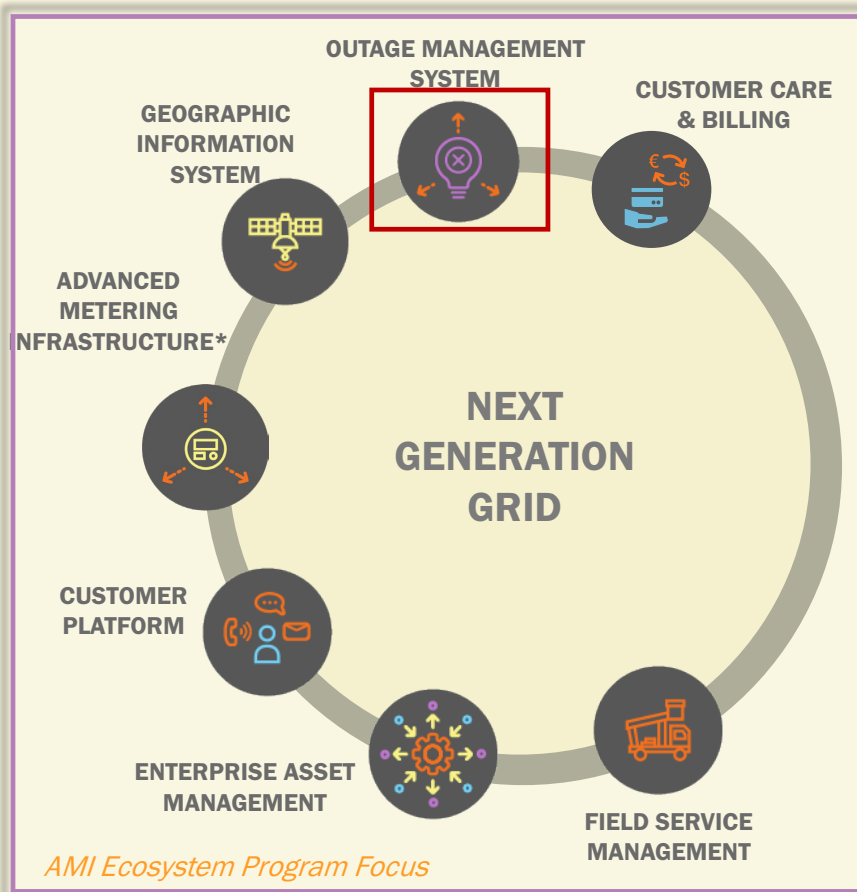 OUTAGE MANAGEMENT
SYSTEM
CUSTOMER CARE
& BILLING
€
$
GEOGRAPHIC
INFORMATION
SYSTEM
ADVANCED
METERING
INFRASTRUCTURE*
NEXT
GENERATION
GRID
CUSTOMER
PLATFORM
ENTERPRISE ASSET
MANAGEMENT
FIELD SERVICE
MANAGEMENT
AMI Ecosystem Program Focus